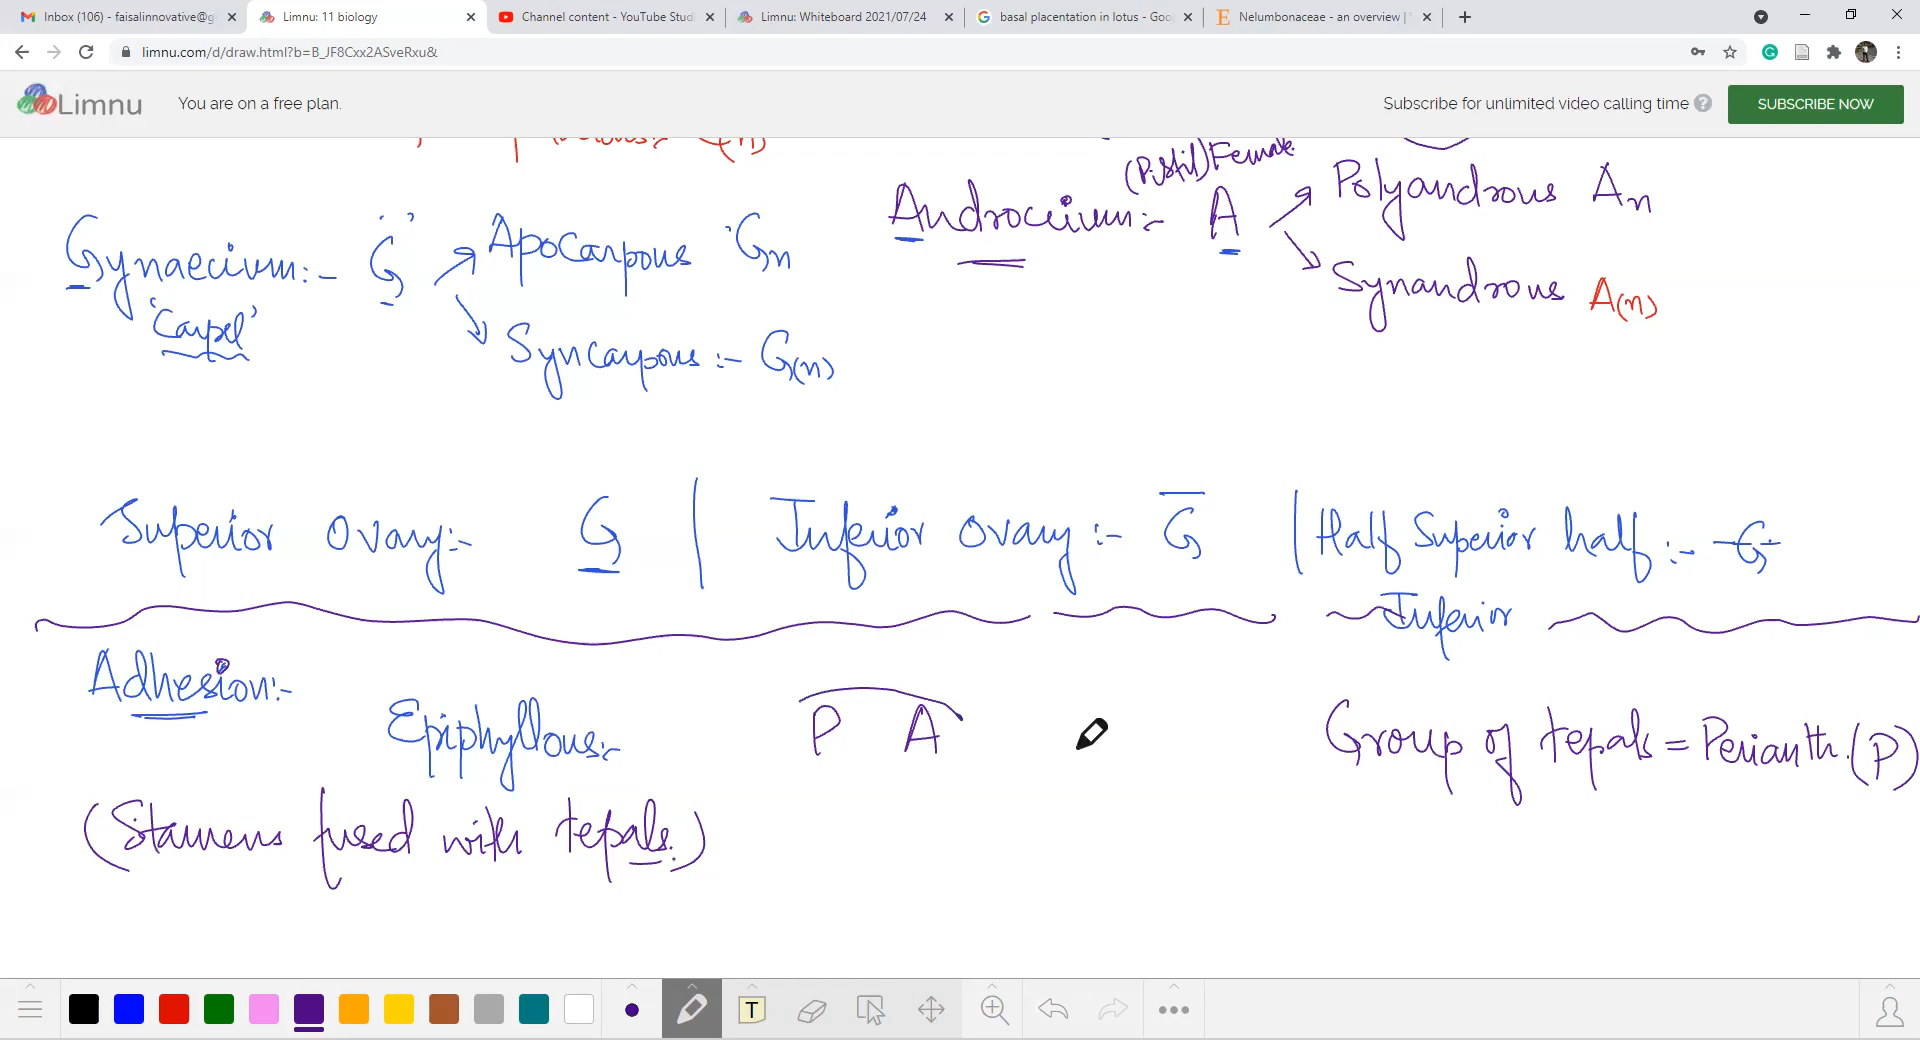 Inbox (106) - faisalinnovative@g
Limnu: 11 biology
Channel content - YouTube Stud
Limnu: Whiteboard 2021/07/24
basal placentation in lotus - Goo
Nelumbonaceae - an overview |
limnu.com/d/draw.html?b=B_JF8Cxx2ASveRxu&
Limnu
You are on a free plan.
Subscribe for unlimited video calling time ?
SUBSCRIBE NOW
(Pistil) Female
Androecium:- A
Polyandrous An
Synandrous A(n)
Gynaecium:- G
'Carpel'
Apocarpous Gn
Syncarpous:- G(n)
Superior Ovary:- G | Inferior Ovary:- G | Half Superior half:- G
Inferior
Adhesion:-
Epiphyllous:- P A
Group of tepals = Perianth.(P)
(Stamens fused with tepals.)
T